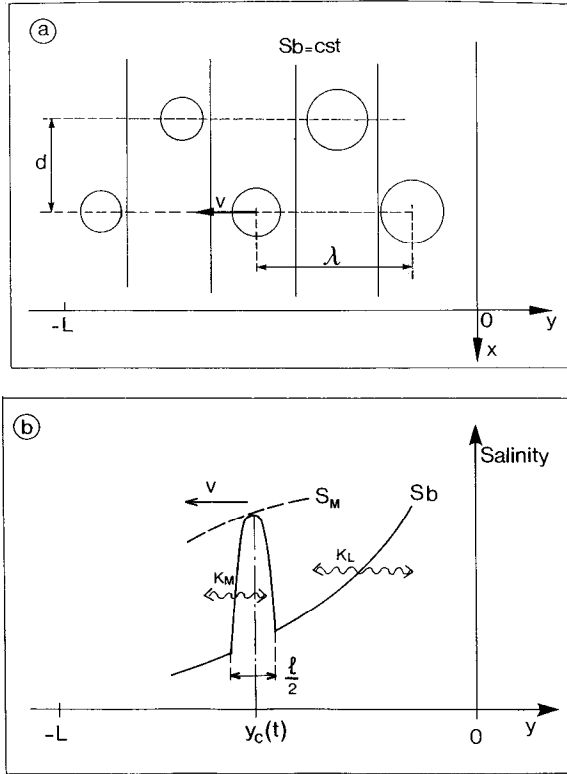 a
Sb=cst
d
v
λ
-L
0
y
x
b
Salinity
v
S_M
Sb
K_M
K_L
ℓ/2
-L
y_c(t)
0
y